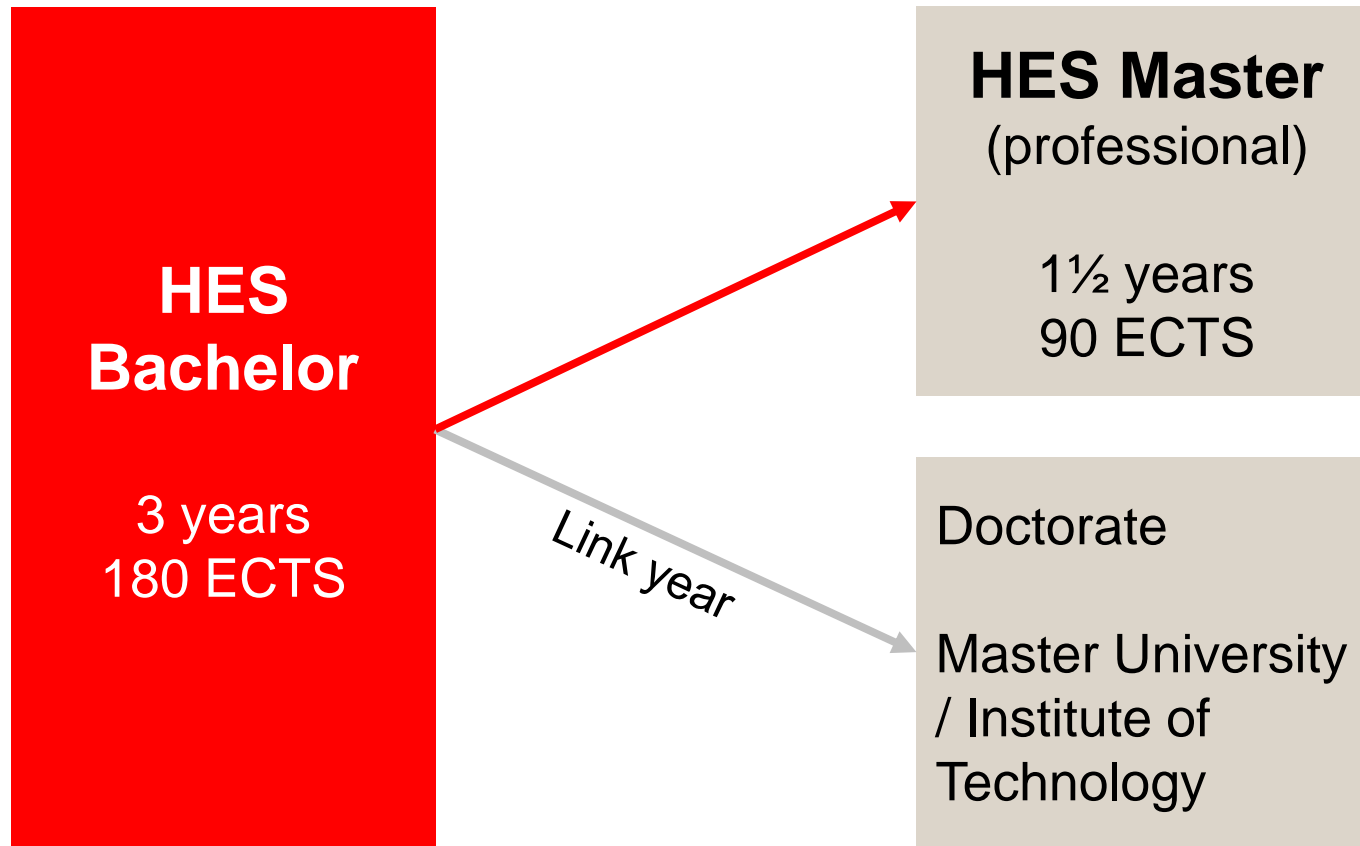 HES
Bachelor
3 years
180 ECTS
Link year
HES Master
(professional)
1½ years
90 ECTS
Doctorate
Master University
/ Institute of
Technology